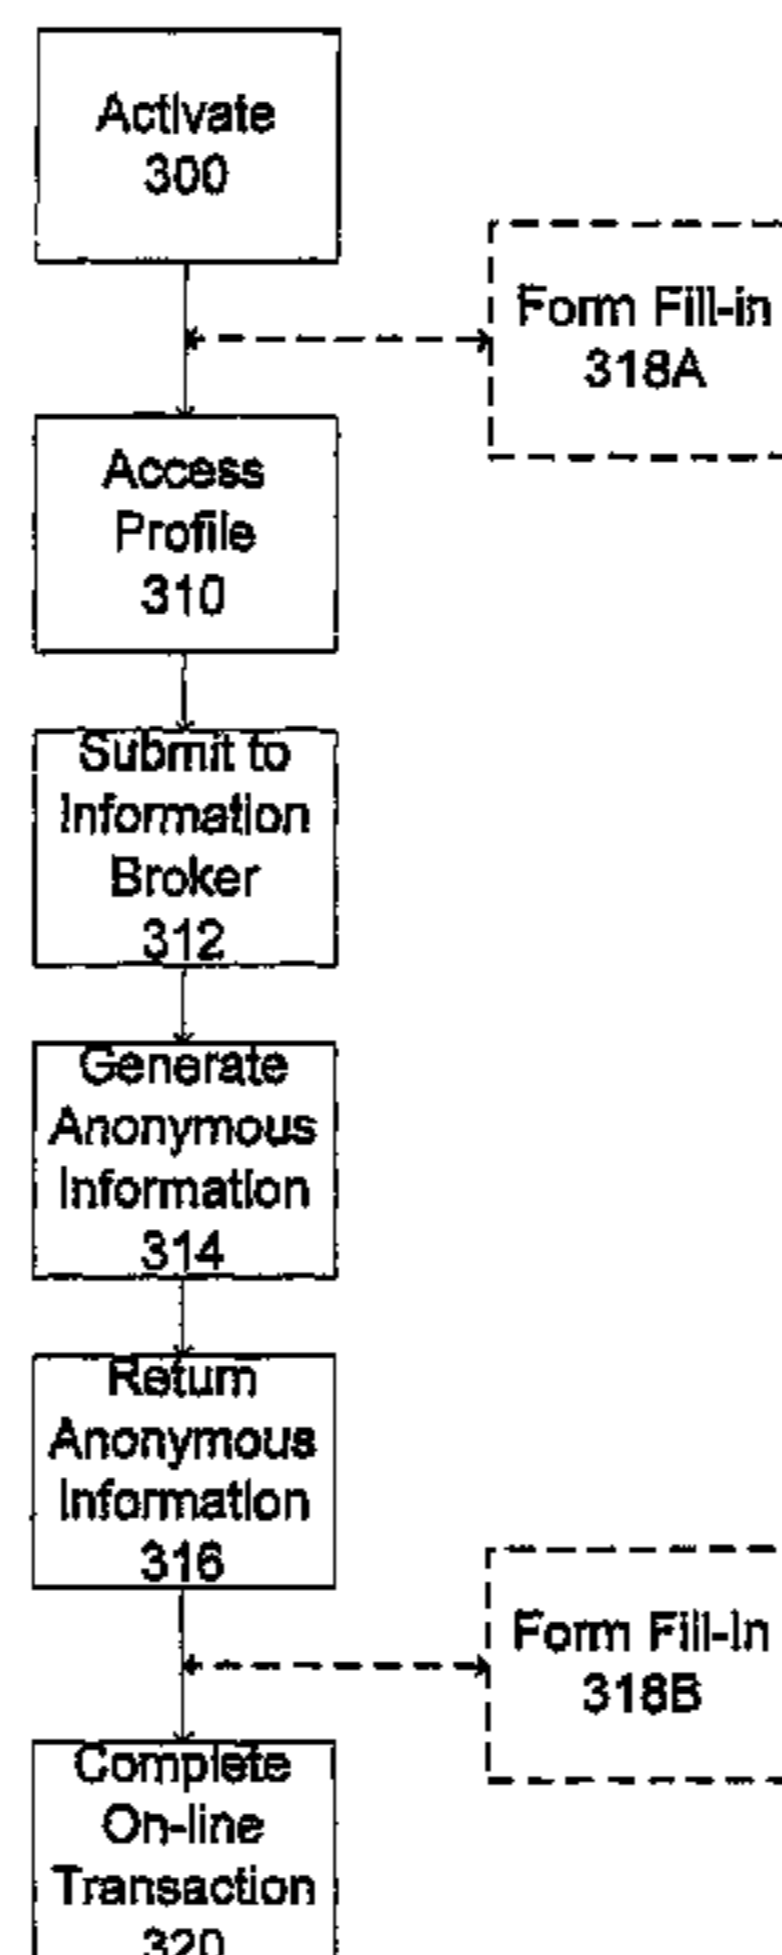 Activate
300
Form Fill-in
318A
Access
Profile
310
Submit to
Information
Broker
312
Generate
Anonymous
Information
314
Return
Anonymous
Information
316
Form Fill-in
318B
Complete
On-line
Transaction
320